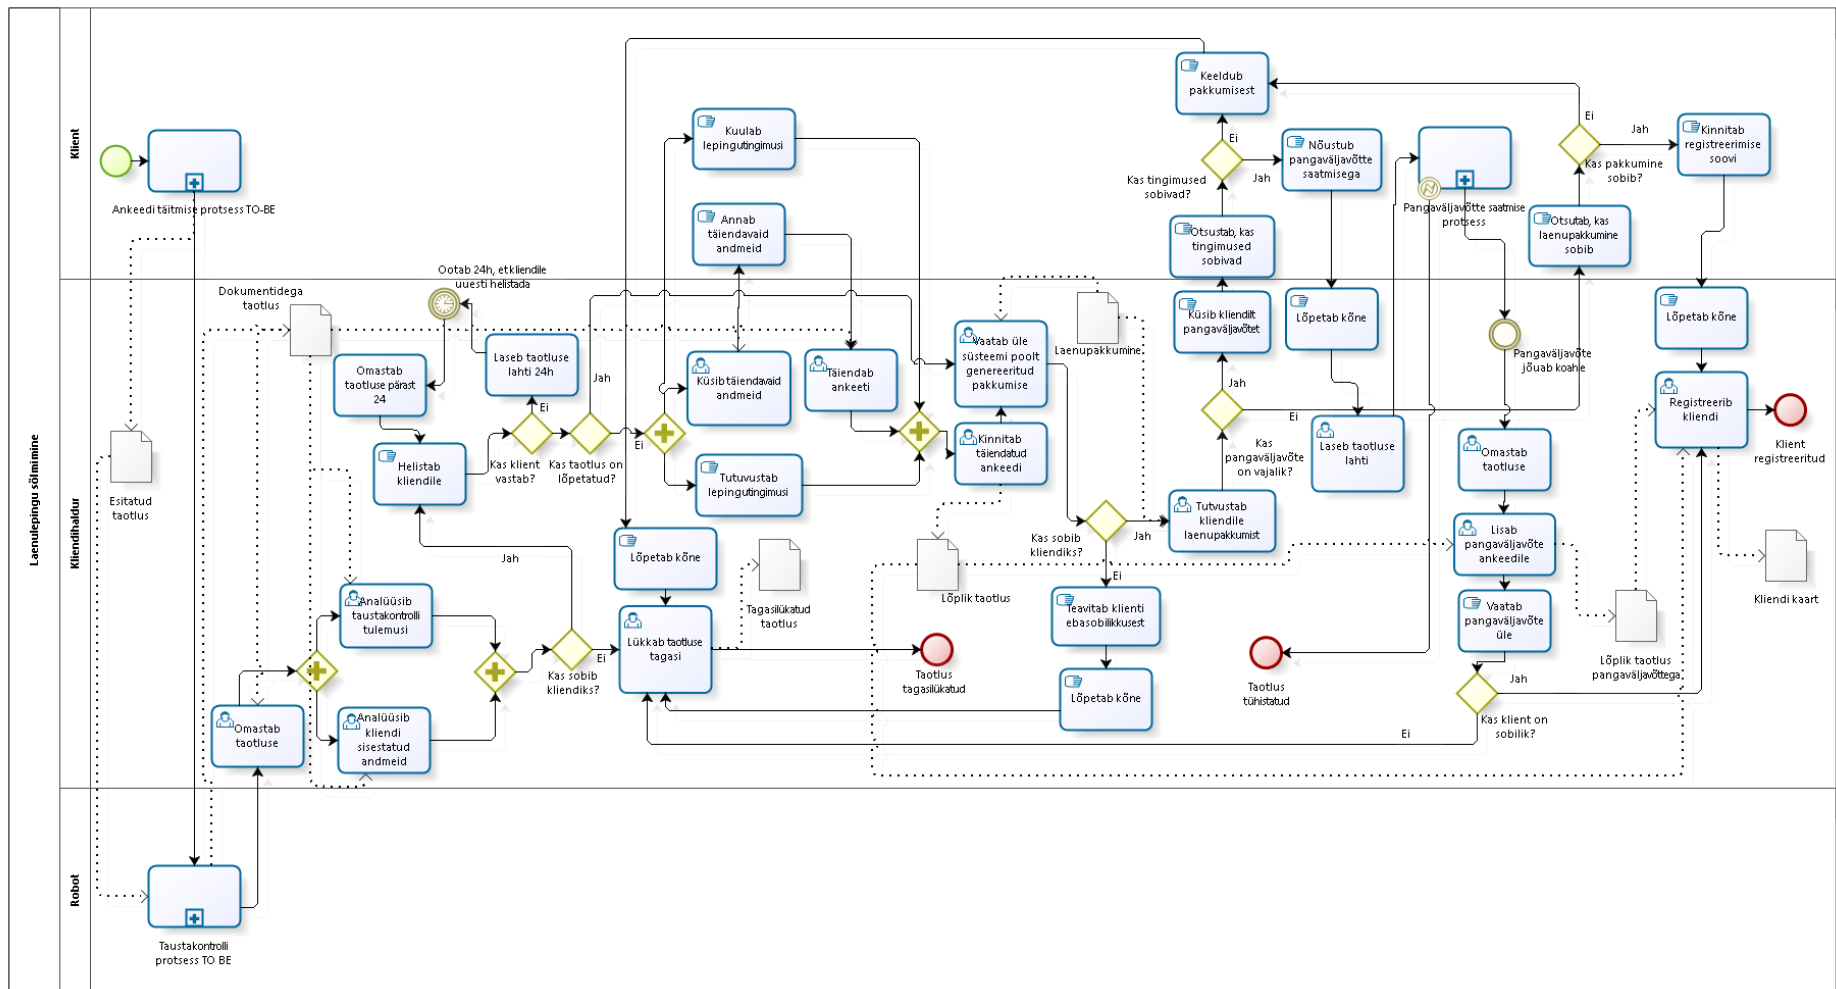 Laenulepingu sõlmimine
Klient
Ankeedi täitmise protsess TO-BE
Kuulab
lepingutingimusi
Annab
täiendavaid
andmeid
Keeldub
pakkumisest
Ei
Jah
Kas tingimused
sobivad?
Nõustub
pangaväljavõtte
saatmisega
Otsustab, kas
tingimused
sobivad
Pangaväljavõtte saatmise
protsess
Ei
Jah
Kas pakkumine
sobib?
Otsutab, kas
laenupakkumine
sobib
Kinnitab
registreerimise
soovi
Kliendihaldur
Esitatud
taotlus
Dokumentidega
taotlus
Ootab 24h, et kliendile
uuesti helistada
Omastab
taotluse pärast
24
Laseb taotluse
lahti 24h
Helistab
kliendile
Ei
Kas klient
vastab?
Jah
Kas taotlus on
lõpetatud?
Ei
Küsib täiendavaid
andmeid
Tutuvustab
lepingutingimusi
Täiendab
ankeeti
Vaatab üle
süsteemi poolt
genereeritud
pakkumise
Kinnitab
täiendatud
ankeedi
Laenupakkumine
Küsib kliendilt
pangaväljavõtet
Jah
Ei
Kas
pangaväljavõte
on vajalik?
Lõpetab kõne
Laseb taotluse
lahti
Pangaväljavõte
jõuab koahe
Omastab
taotluse
Lisab
pangaväljavõte
ankeedile
Vaatab
pangaväljavõte
üle
Jah
Kas klient on
sobilik?
Ei
Lõpetab kõne
Registreerib
kliendi
Klient
registreeritud
Kliendi kaart
Lõplik taotlus
pangaväljavõttega
Tutvustab
kliendile
laenupakkumist
Kas sobib
kliendiks?
Jah
Ei
Teavitab klienti
ebasobilikkusest
Lõpetab kõne
Lõplik taotlus
Taotlus
tagasilükatud
Taotlus
tühistatud
Lõpetab kõne
Tagasilükatud
taotlus
Lükkab taotluse
tagasi
Jah
Ei
Kas sobib
kliendiks?
Analüüsib
taustakontrolli
tulemusi
Analüüsib
kliendi
sisestatud
andmeid
Omastab
taotluse
Robot
Taustakontrolli
protsess TO BE